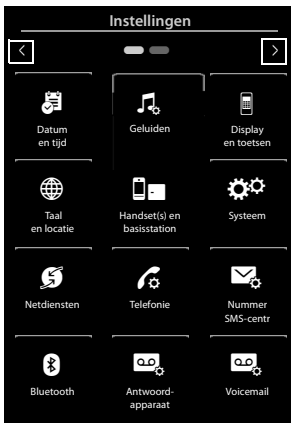 Instellingen
Datum
en tijd
Geluiden
Display
en toetsen
Taal
en locatie
Handset(s) en
basisstation
Systeem
Netdiensten
Telefonie
Nummer
SMS-centr
Bluetooth
Antwoord-
apparaat
Voicemail